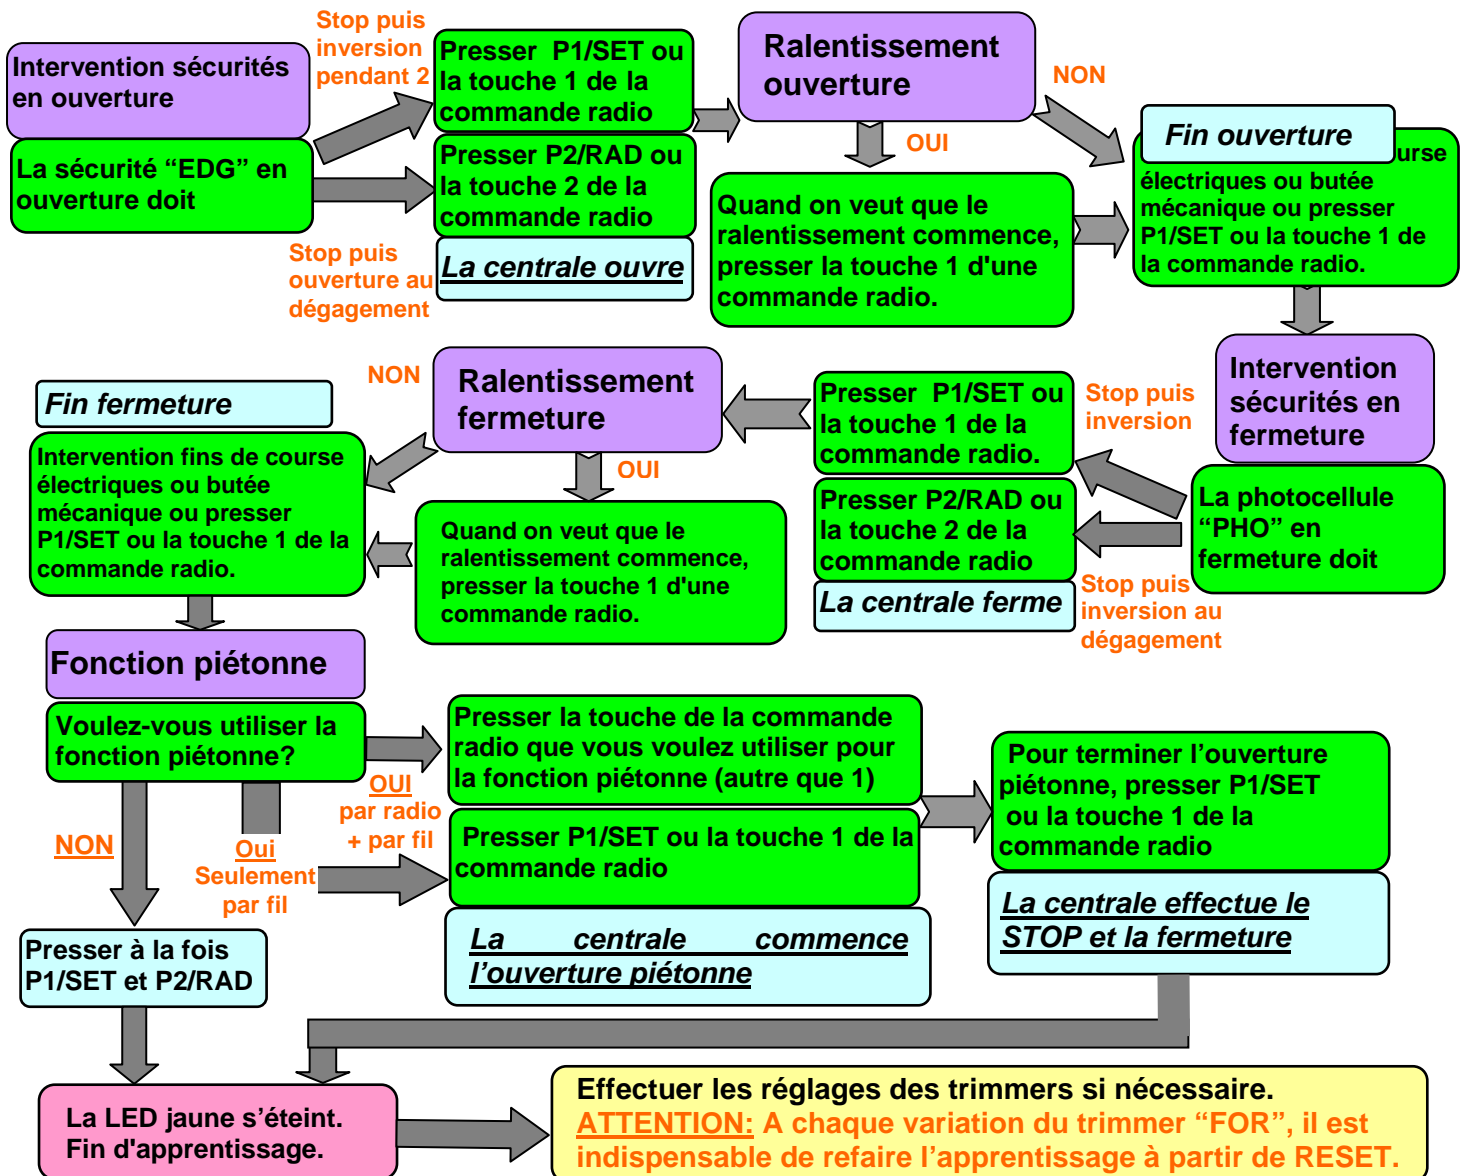 Intervention sécurités
en ouverture
La sécurité “EDG” en
ouverture doit
Stop puis
inversion
pendant 2
Stop puis
ouverture au
dégagement
Presser P1/SET ou
la touche 1 de la
commande radio
Presser P2/RAD ou
la touche 2 de la
commande radio
La centrale ouvre
Ralentissement
ouverture
NON
OUI
Quand on veut que le
ralentissement commence,
presser la touche 1 d'une
commande radio.
Fin ouverture
urse
électriques ou butée
mécanique ou presser
P1/SET ou la touche 1 de
la commande radio.
Intervention
sécurités en
fermeture
La photocellule
“PHO” en
fermeture doit
Stop puis
inversion
Stop puis
inversion au
dégagement
Presser P1/SET ou
la touche 1 de la
commande radio.
Presser P2/RAD ou
la touche 2 de la
commande radio
La centrale ferme
Ralentissement
fermeture
NON
OUI
Quand on veut que le
ralentissement commence,
presser la touche 1 d'une
commande radio.
Fin fermeture
Intervention fins de course
électriques ou butée
mécanique ou presser
P1/SET ou la touche 1 de la
commande radio.
Fonction piétonne
Voulez-vous utiliser la
fonction piétonne?
NON
Oui
Seulement
par fil
OUI
par radio
+ par fil
Presser la touche de la commande
radio que vous voulez utiliser pour
la fonction piétonne (autre que 1)
Presser P1/SET ou la touche 1 de la
commande radio
La centrale commence
l’ouverture piétonne
Pour terminer l’ouverture
piétonne, presser P1/SET
ou la touche 1 de la
commande radio
La centrale effectue le
STOP et la fermeture
Presser à la fois
P1/SET et P2/RAD
La LED jaune s’éteint.
Fin d'apprentissage.
Effectuer les réglages des trimmers si nécessaire.
ATTENTION: A chaque variation du trimmer “FOR”, il est
indispensable de refaire l’apprentissage à partir de RESET.